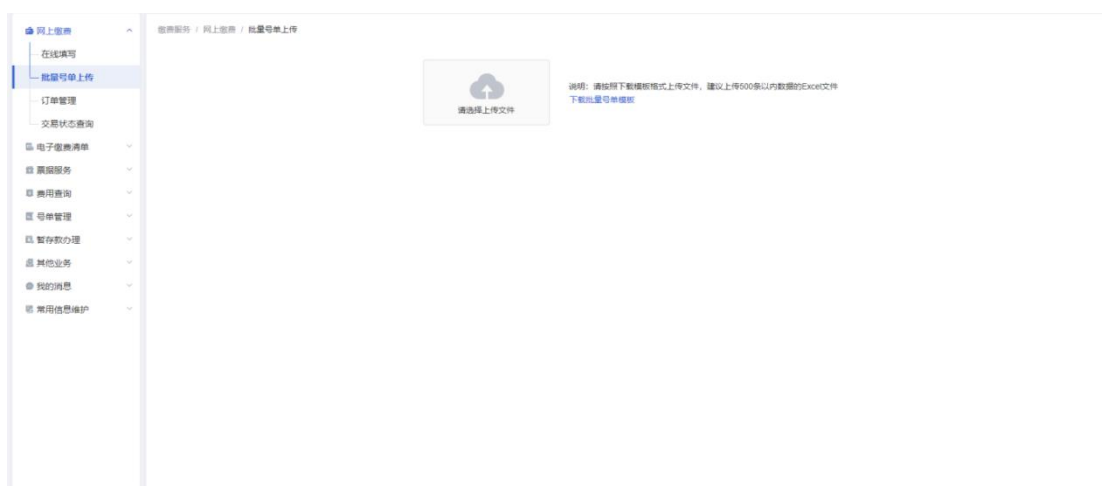 网上缴费
在线填写
批量号单上传
订单管理
交易状态查询
电子缴费清单
票据服务
费用查询
号单管理
暂存款办理
其他业务
我的消息
常用信息维护
缴费服务 / 网上缴费 / 批量号单上传
请选择上传文件
说明：请按照下载模板格式上传文件，建议上传500条以内数据的Excel文件
下载批量号单模板